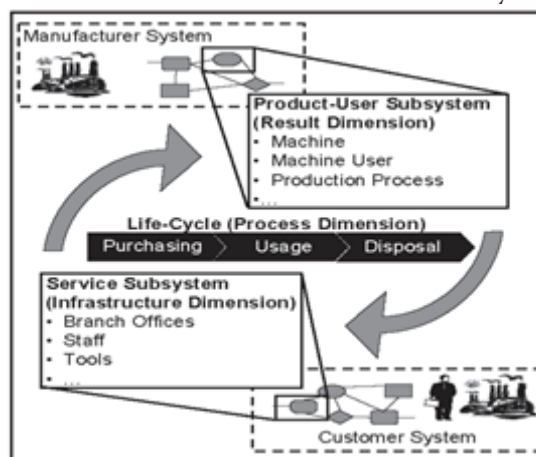 Manufacturer System
Product-User Subsystem
(Result Dimension)
• Machine
• Machine User
• Production Process
• ...
Life-Cycle (Process Dimension)
Purchasing Usage Disposal
Service Subsystem
(Infrastructure Dimension)
• Branch Offices
• Staff
• Tools
• ...
Customer System